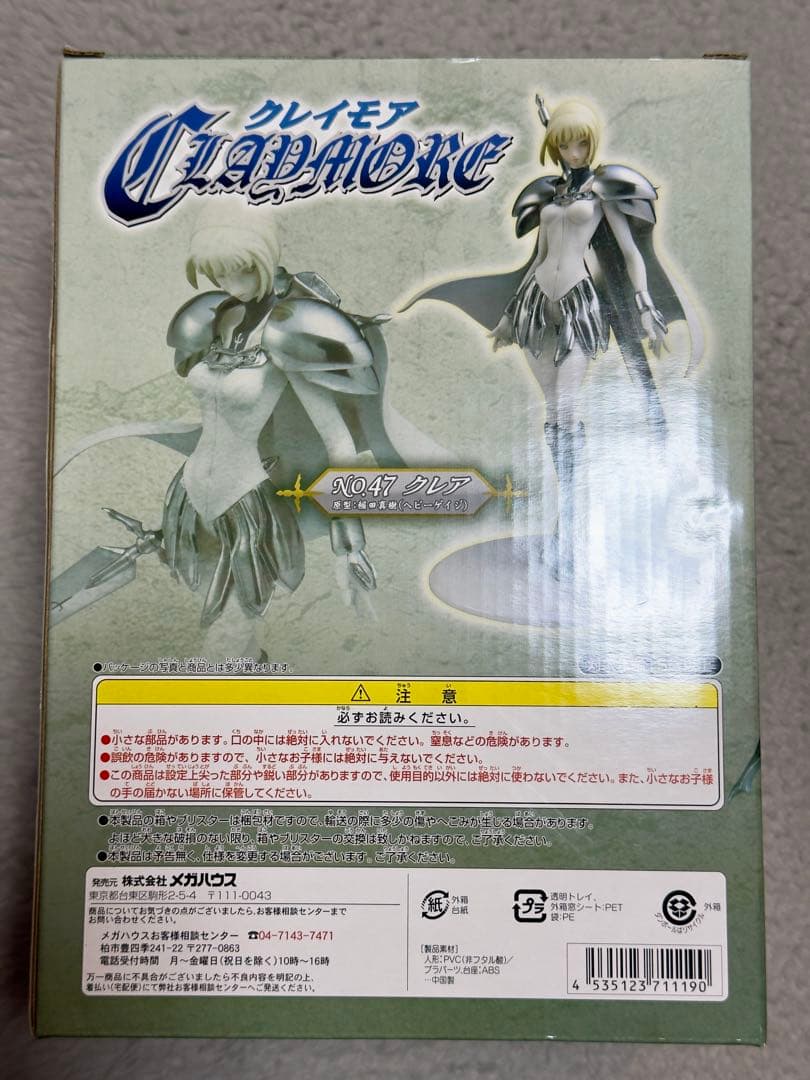 クレイモア
CLAYMORE
NO.47 クレア
原型:稲田真樹(ヘビーゲイジ)
●パッケージの写真と商品とは多少異なります。
注意
必ずお読みください。
●小さな部品があります。口の中には絶対に入れないでください。窒息などの危険があります。
●誤飲の危険がありますので、小さなお子様には絶対に与えないでください。
●この商品は設定上尖った部分や鋭い部分がありますので、使用目的以外には絶対に使わないでください。また、小さなお子様
の手の届かない場所に保管してください。
●本製品の箱やブリスターは梱包材ですので、輸送の際に多少の傷やへこみが生じる場合があります。
よほど大きな破損のない限り、箱やブリスターの交換は致しかねますので、ご了承ください。
●本製品は予告無く、仕様を変更する場合がございます。ご了承ください。
発売元 株式会社メガハウス
東京都台東区駒形2-5-4 〒111-0043
商品についてお気づきの点がございましたら、お客様相談センターまで
お問い合わせください。
メガハウスお客様相談センター ☎04-7143-7471
柏市豊四季241-22 〒277-0863
電話受付時間 月〜金曜日(祝日を除く)10時〜16時
万一商品に不具合がございましたら不良内容を明記の上、
着払い(宅配便)にて弊社お客様相談センターへご発送ください。
紙 外箱
台紙
プラ 透明トレイ、
外箱窓シート:PET
袋:PE
外箱
ダンボールはリサイクル
[製品素材]
人形:PVC(非フタル酸)/
プラパーツ、台座:ABS
…中国製
4 535123 711190